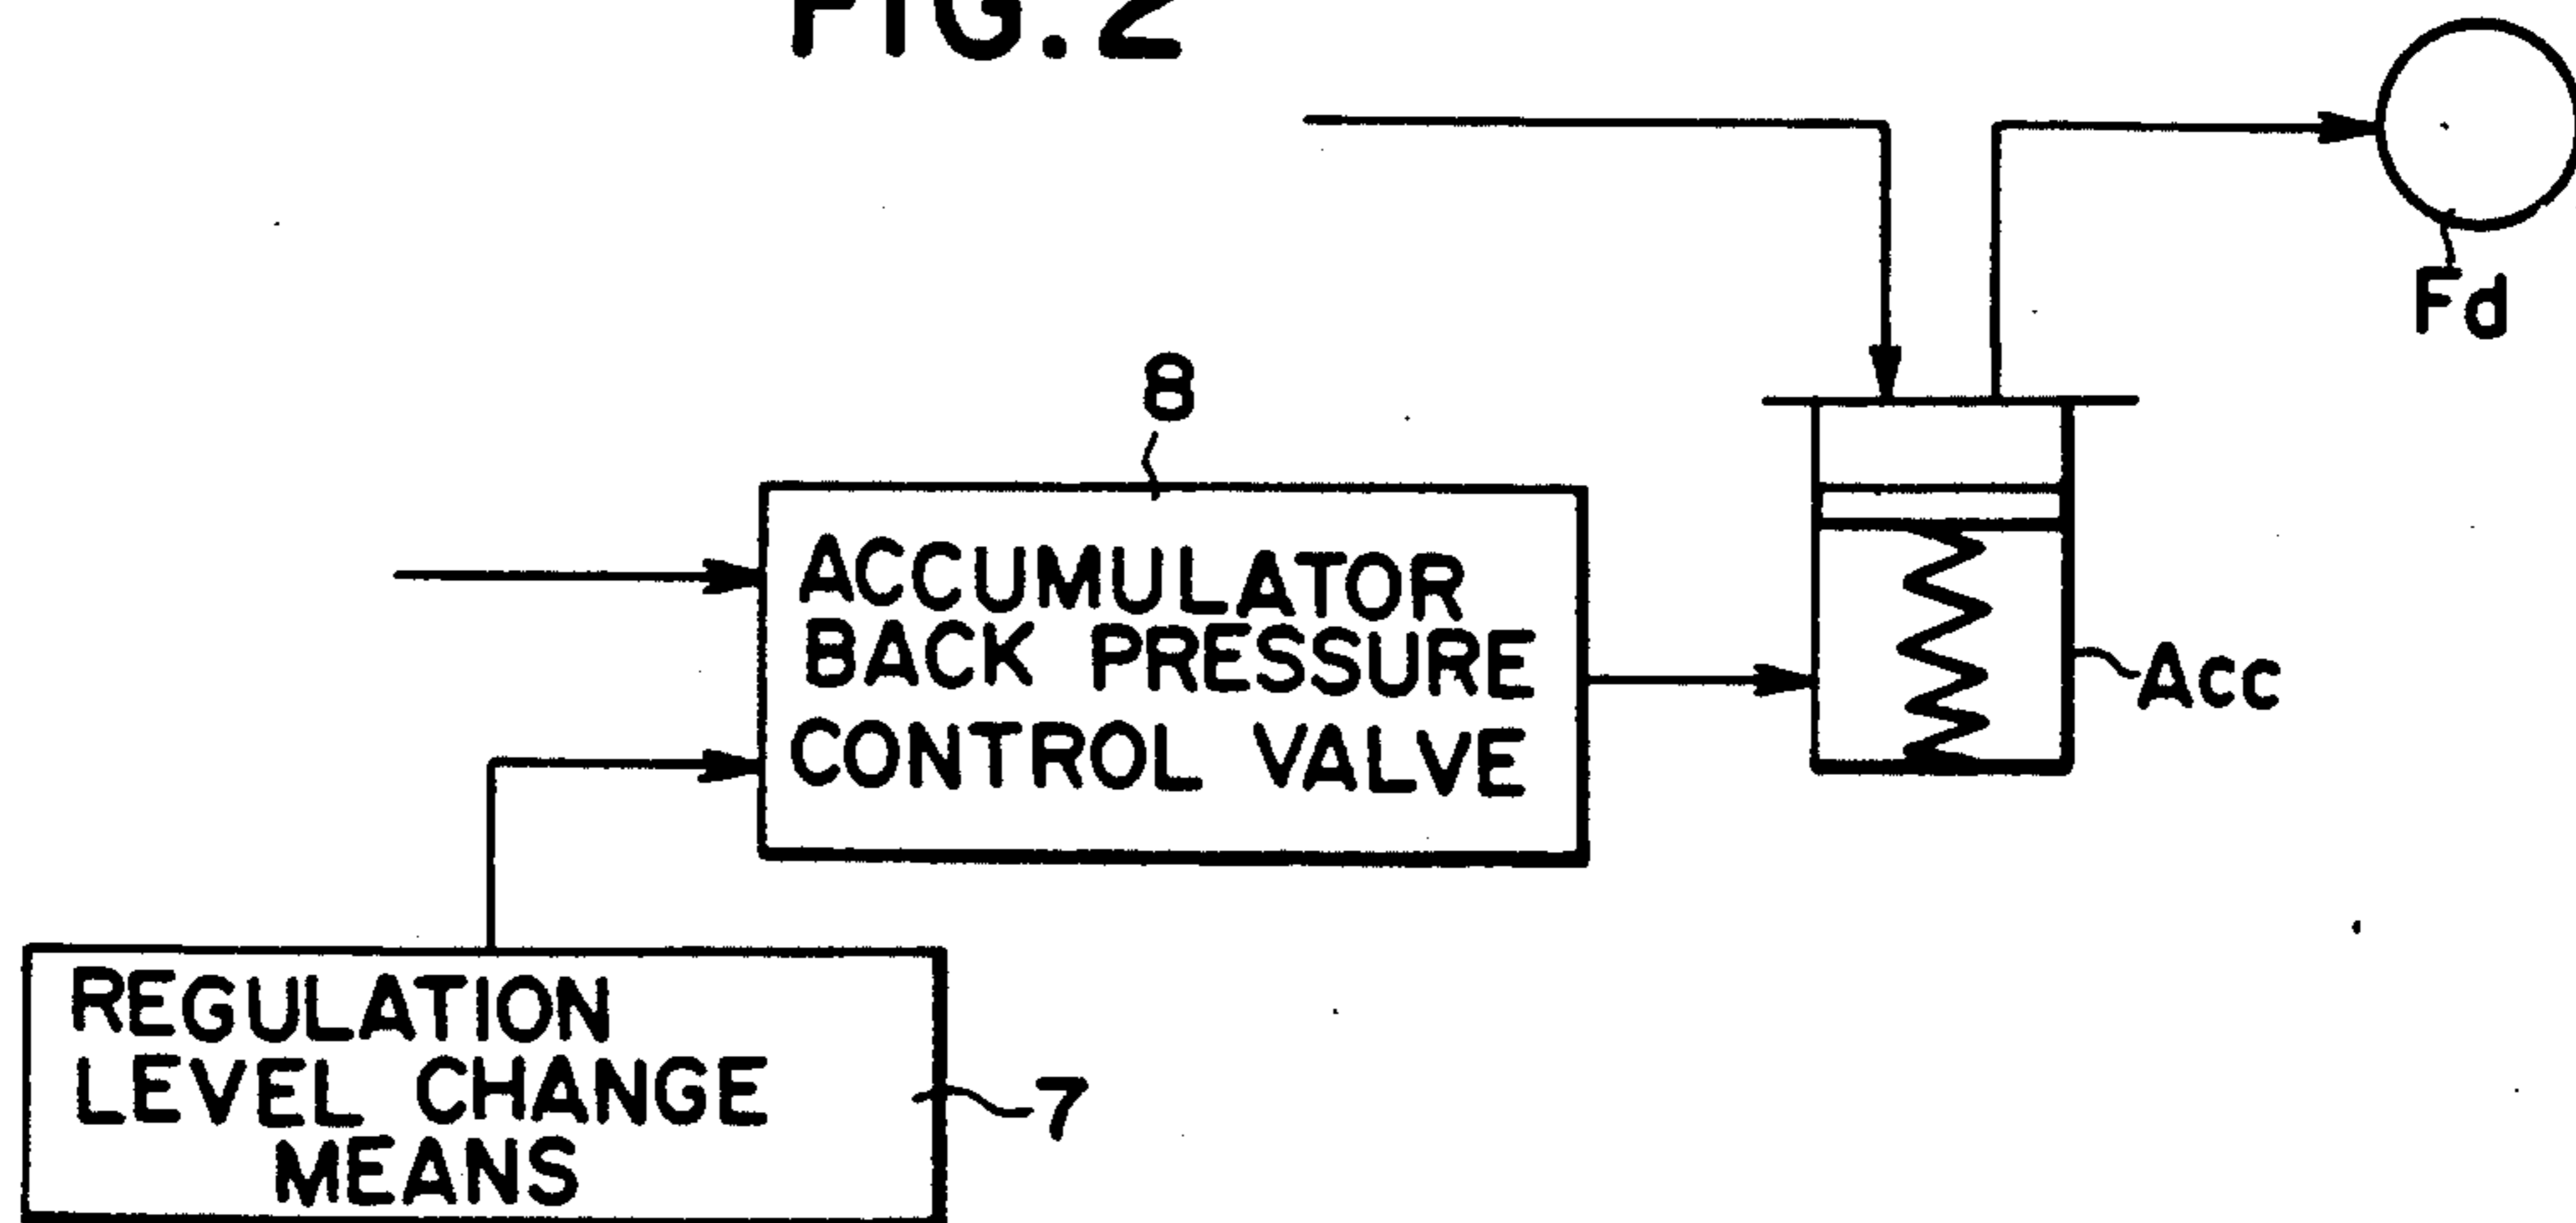 FIG. 2
Fd
8
ACCUMULATOR
BACK PRESSURE
CONTROL VALVE
Acc
REGULATION
LEVEL CHANGE
MEANS
7